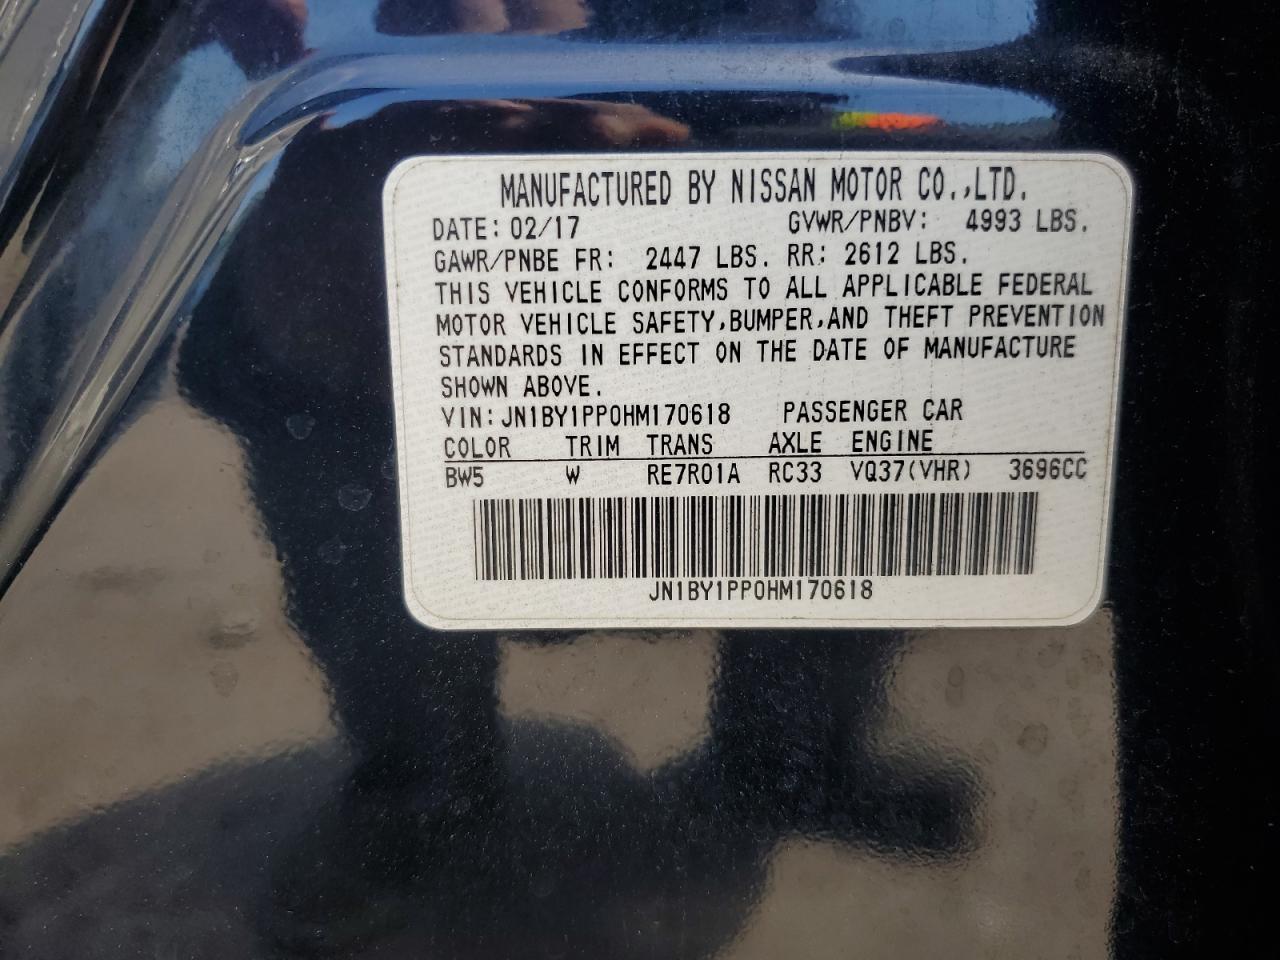 MANUFACTURED BY NISSAN MOTOR CO.,LTD.
DATE: 02/17 GVWR/PNBV: 4993 LBS.
GAWR/PNBE FR: 2447 LBS. RR: 2612 LBS.
THIS VEHICLE CONFORMS TO ALL APPLICABLE FEDERAL
MOTOR VEHICLE SAFETY,BUMPER,AND THEFT PREVENTION
STANDARDS IN EFFECT ON THE DATE OF MANUFACTURE
SHOWN ABOVE.
VIN: JN1BY1PP0HM170618 PASSENGER CAR
COLOR TRIM TRANS AXLE ENGINE
BW5 W RE7R01A RC33 VQ37(VHR) 3696CC
JN1BY1PP0HM170618